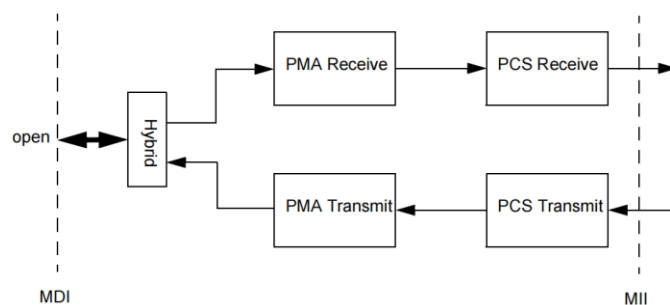 PMA Receive
PCS Receive
open
Hybrid
PMA Transmit
PCS Transmit
MDI
MII